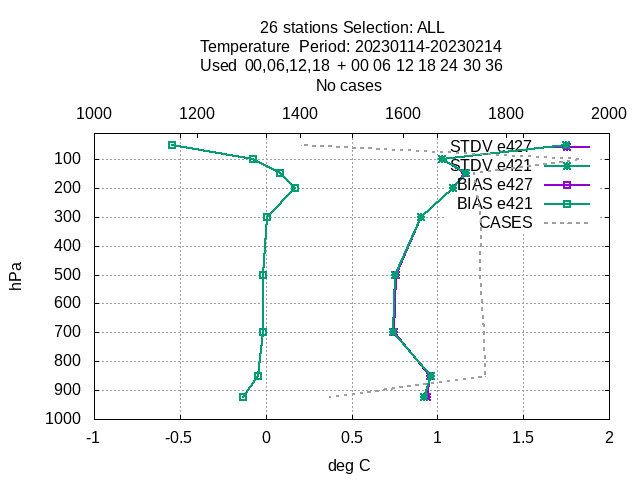 26 stations Selection: ALL
Temperature  Period: 20230114-20230214
Used  00,06,12,18  + 00 06 12 18 24 30 36
No cases
1000 1200 1400 1600 1800 2000
STDV e427
STDV e421
BIAS e427
BIAS e421
CASES
100
200
300
400
500
600
700
800
900
1000
hPa
-1 -0.5 0 0.5 1 1.5 2
deg C